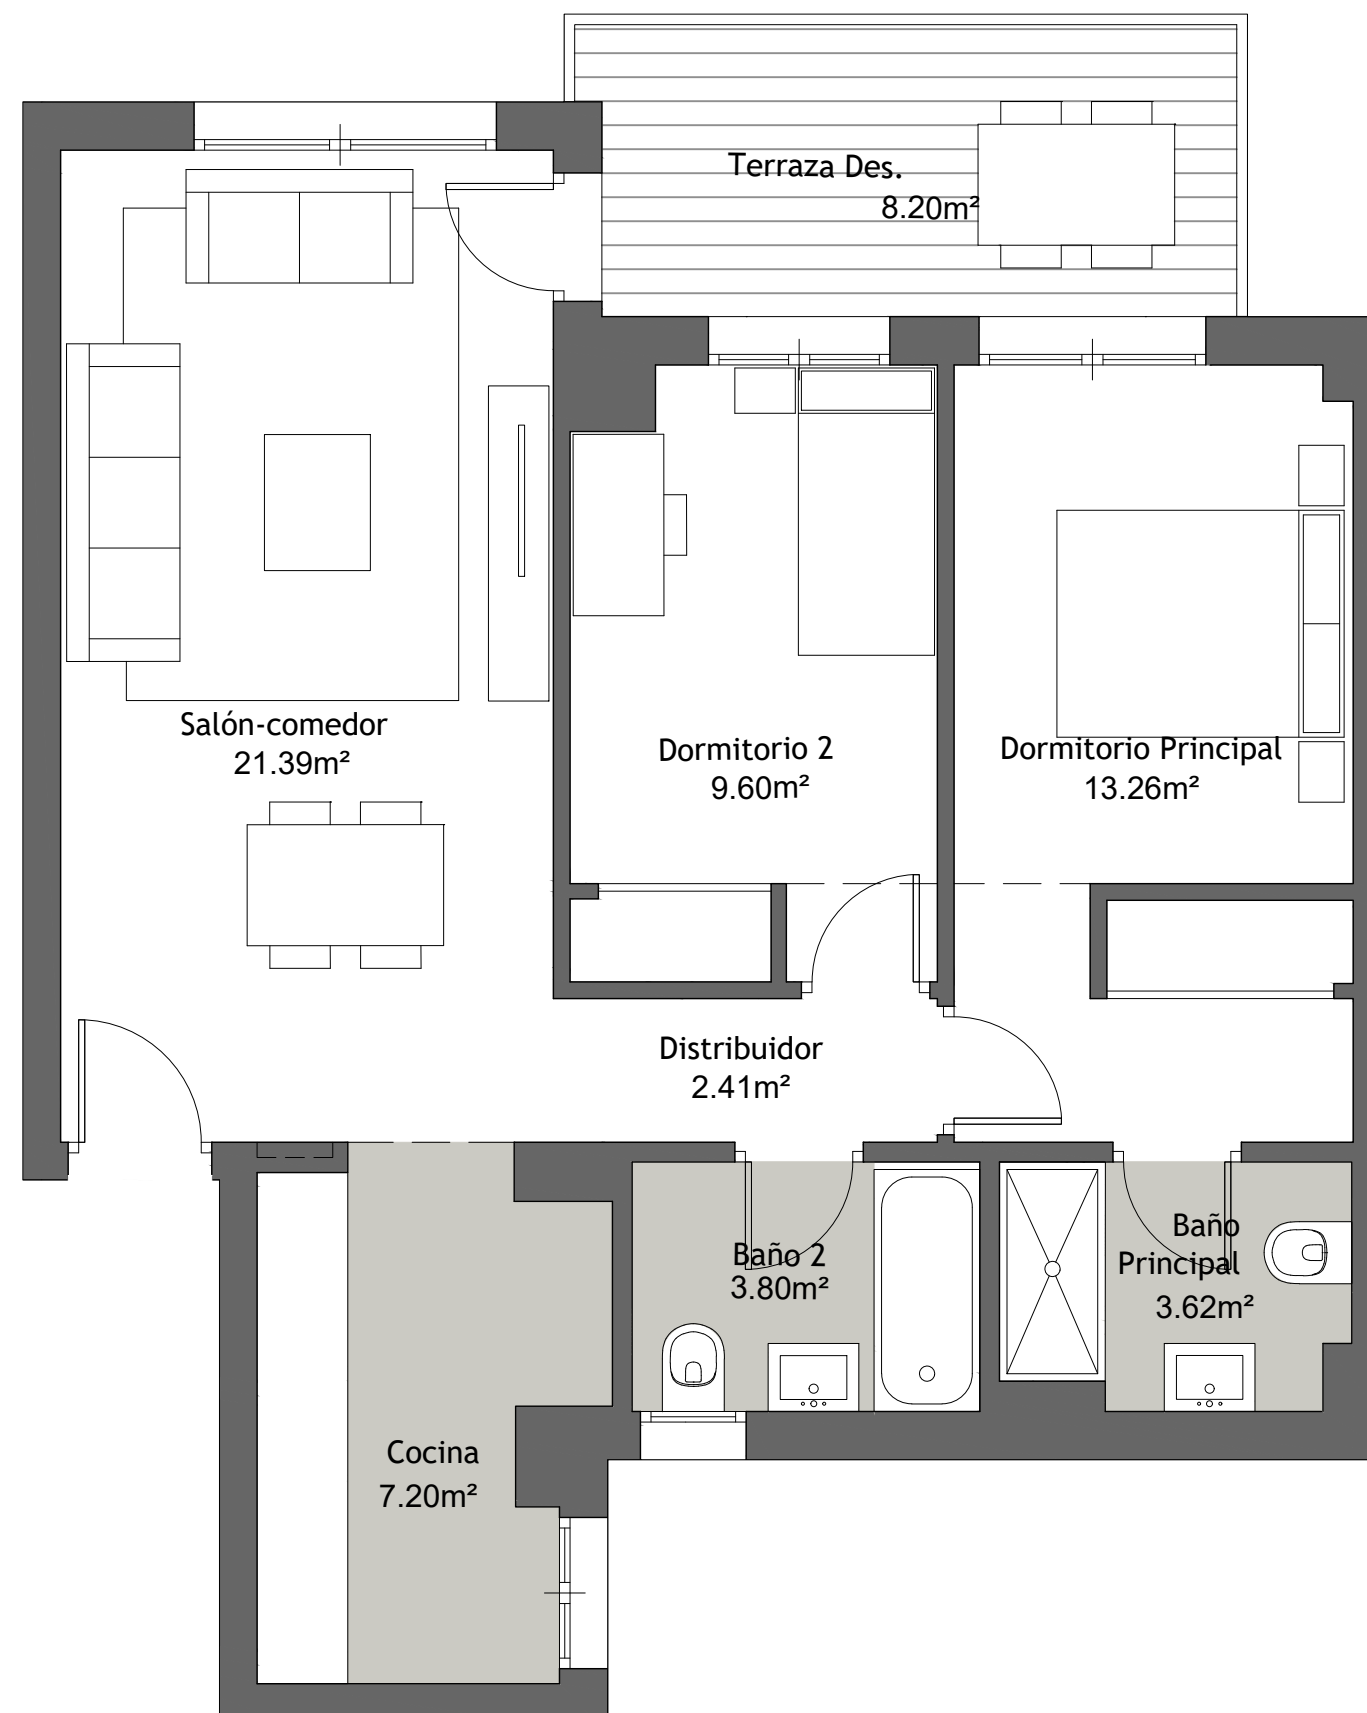 Terraza Des.
8.20m²
Salón-comedor
21.39m²
Dormitorio 2
9.60m²
Dormitorio Principal
13.26m²
Distribuidor
2.41m²
Baño 2
3.80m²
Baño
Principal
3.62m²
Cocina
7.20m²